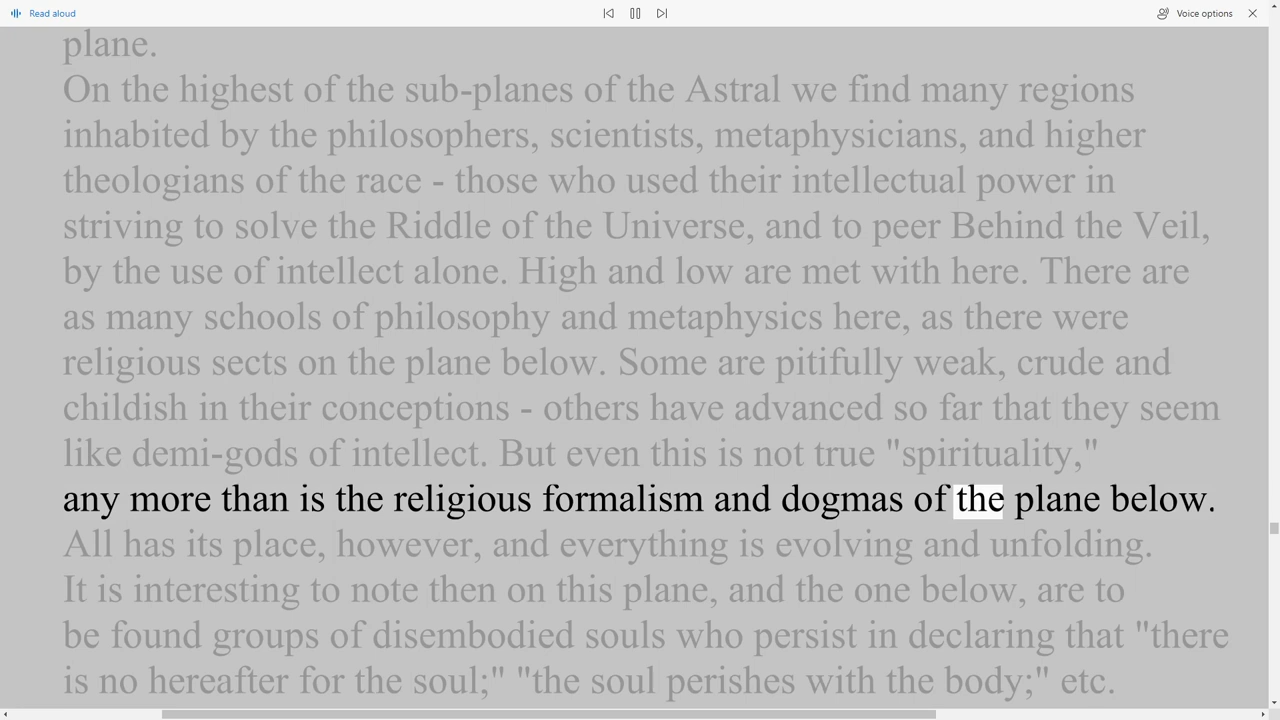 Read aloud
Voice options
plane.
On the highest of the sub-planes of the Astral we find many regions
inhabited by the philosophers, scientists, metaphysicians, and higher
theologians of the race - those who used their intellectual power in
striving to solve the Riddle of the Universe, and to peer Behind the Veil,
by the use of intellect alone. High and low are met with here. There are
as many schools of philosophy and metaphysics here, as there were
religious sects on the plane below. Some are pitifully weak, crude and
childish in their conceptions - others have advanced so far that they seem
like demi-gods of intellect. But even this is not true "spirituality,"
any more than is the religious formalism and dogmas of the plane below.
All has its place, however, and everything is evolving and unfolding.
It is interesting to note then on this plane, and the one below, are to
be found groups of disembodied souls who persist in declaring that "there
is no hereafter for the soul;" "the soul perishes with the body;" etc.